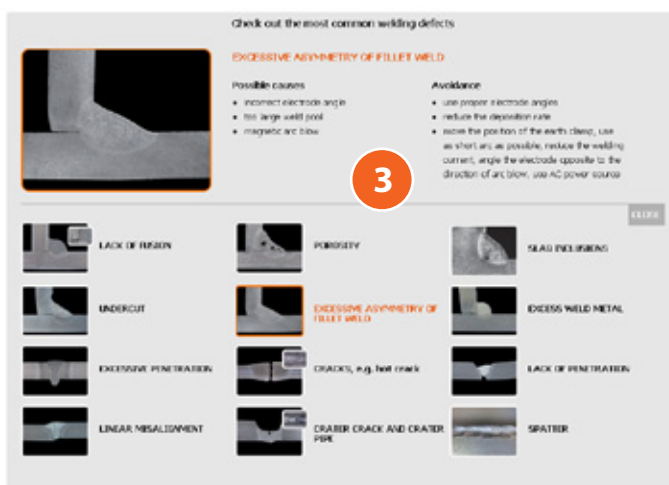 Check out the most common welding defects
EXCESSIVE ASYMMETRY OF FILLET WELD
Possible causes
• incorrect electrode angle
• too large weld pool
• magnetic arc blow
Avoidance
• use proper electrode angles
• reduce the deposition rate
• move the position of the earth clamp, use
as short arc as possible, reduce the welding
current, angle the electrode opposite to the
direction of arc blow, use AC power source
3
CLOSE
LACK OF FUSION
POROSITY
SLAG INCLUSIONS
UNDERCUT
EXCESSIVE ASYMMETRY OF
FILLET WELD
EXCESS WELD METAL
EXCESSIVE PENETRATION
CRACKS, e.g. hot crack
LACK OF PENETRATION
LINEAR MISALIGNMENT
CRATER CRACK AND CRATER
PIPE
SPATTER